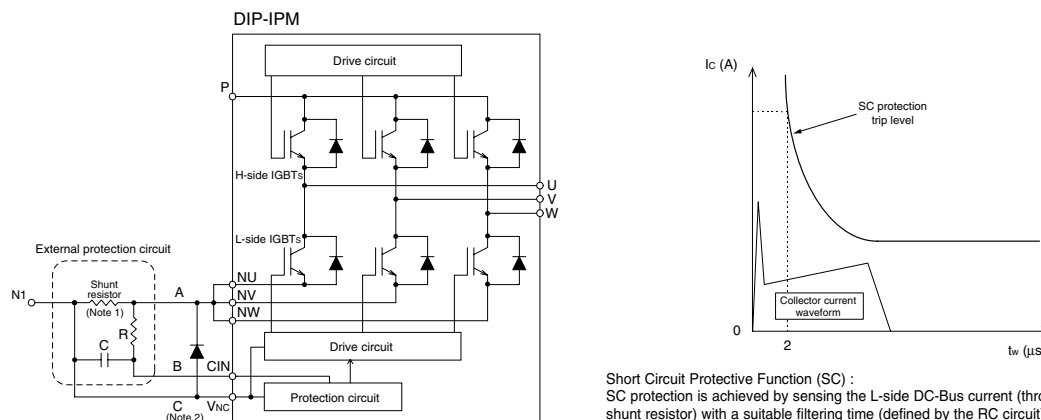 DIP-IPM
Drive circuit
P
H-side IGBTs
U
V
W
L-side IGBTs
External protection circuit
Shunt
resistor
(Note 1)
A
N1
NU
NV
NW
R
C
Drive circuit
B
CIN
C
(Note 2)
VNC
Protection circuit
IC (A)
SC protection
trip level
Collector current
waveform
0
2
tw (μs
Short Circuit Protective Function (SC) :
SC protection is achieved by sensing the L-side DC-Bus current
shunt resistor) with a suitable filtering time (defined by the RC circuit